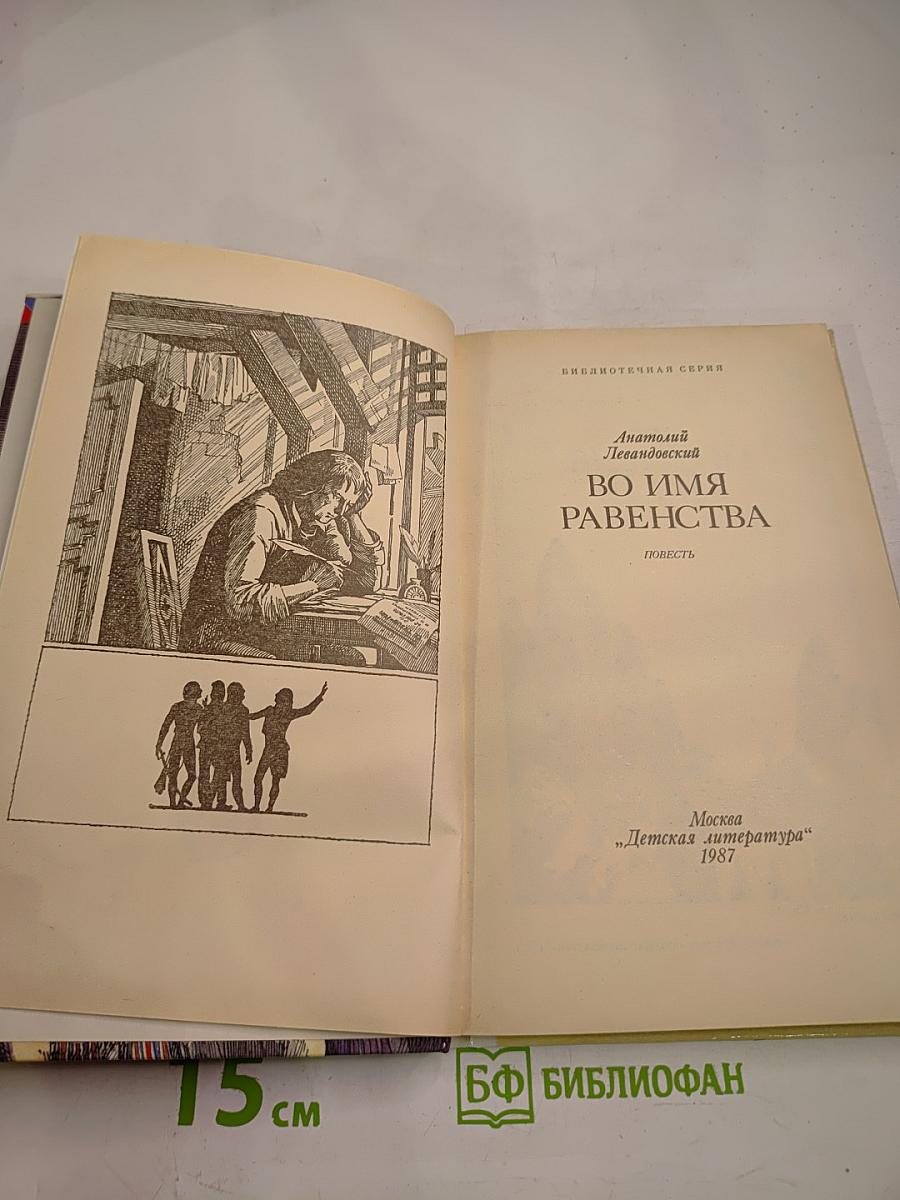 БИБЛИОТЕЧНАЯ СЕРИЯ
Анатолий
Левандовский
ВО ИМЯ
РАВЕНСТВА
ПОВЕСТЬ
Москва
„Детская литература“
1987
15 см
БФ БИБЛИОФАН